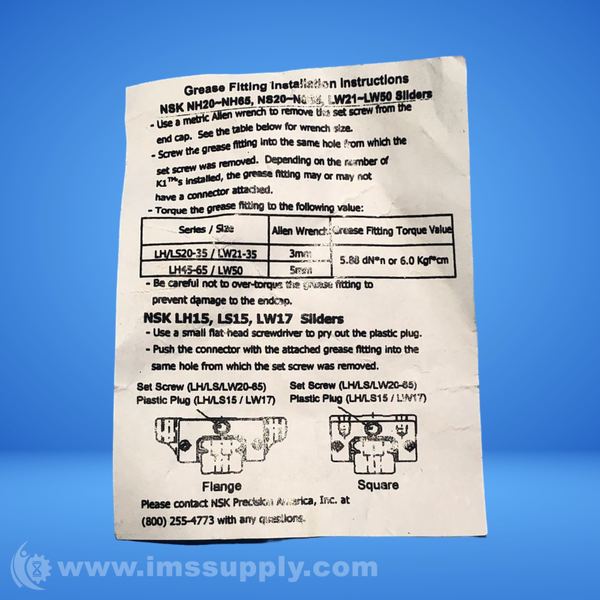 Grease Fitting Installation Instructions
NSK NH20~NH65, NS20~ LW21~LW50 Sliders
- Use a metric Allen wrench to remove the set screw from the
end cap. See the table below for wrench size.
- Screw the grease fitting into the same hole from which the
set screw was removed. Depending on the number of
K1™'s installed, the grease fitting may or may not
have a connector attached.
- Torque the grease fitting to the following value:
Series / Size Allen Wrench Grease Fitting Torque Value
LH/LS20-35 / LW21-35 3mm 5.88 dN*n or 6.0 Kgf*cm
LH45-65 / LW50 5mm
- Be careful not to over-torque the grease fitting to
prevent damage to the endcap.
NSK LH15, LS15, LW17 Sliders
- Use a small flat head screwdriver to pry out the plastic plug.
- Push the connector with the attached grease fitting into the
same hole from which the set screw was removed.
Set Screw (LH/LS/LW20-65) Set Screw (LH/LS/LW20-65)
Plastic Plug (LH/LS15 / LW17) Plastic Plug (LH/LS15 / LW17)
Flange Square
Please contact NSK Precision America, Inc. at
(800) 255-4773 with any questions.
www.imssupply.com